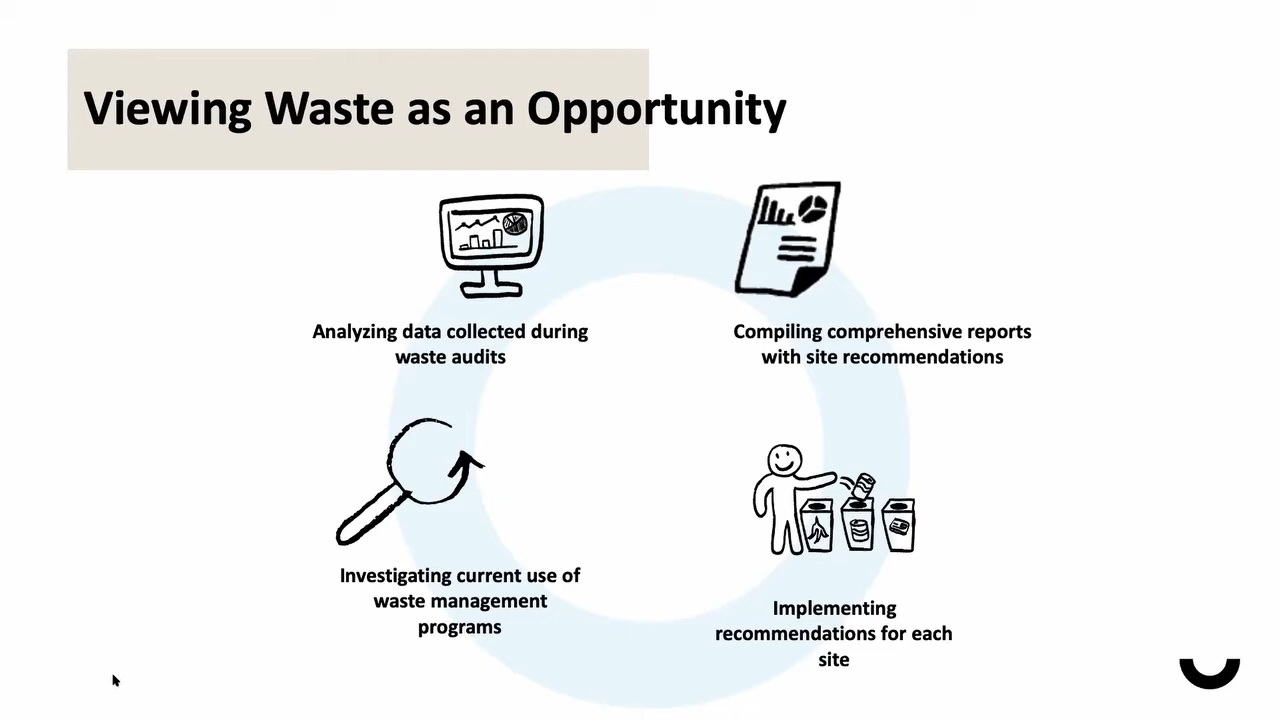 Viewing Waste as an Opportunity
Analyzing data collected during
waste audits
Compiling comprehensive reports
with site recommendations
Investigating current use of
waste management
programs
Implementing
recommendations for each
site